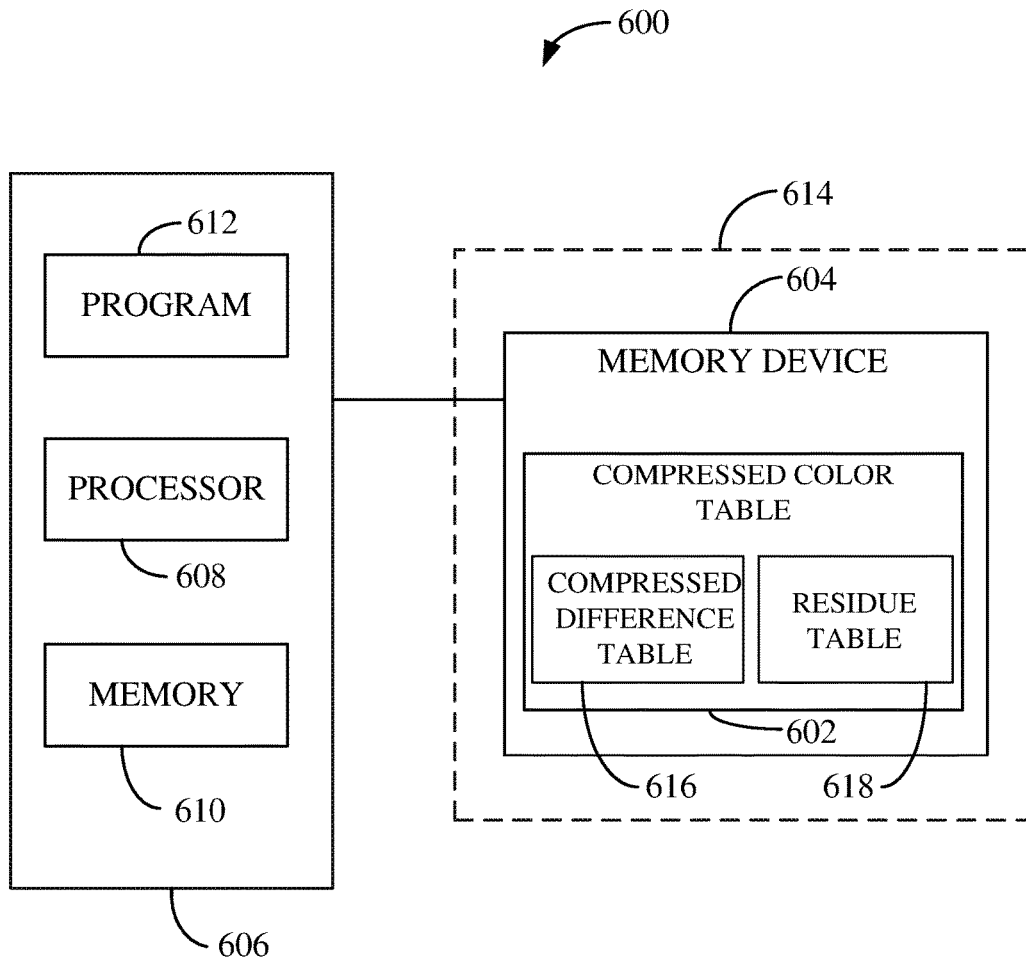 600
614
612
604
PROGRAM
MEMORY DEVICE
PROCESSOR
COMPRESSED COLOR
TABLE
608
COMPRESSED
DIFFERENCE
TABLE
RESIDUE
TABLE
MEMORY
602
610
616
618
606